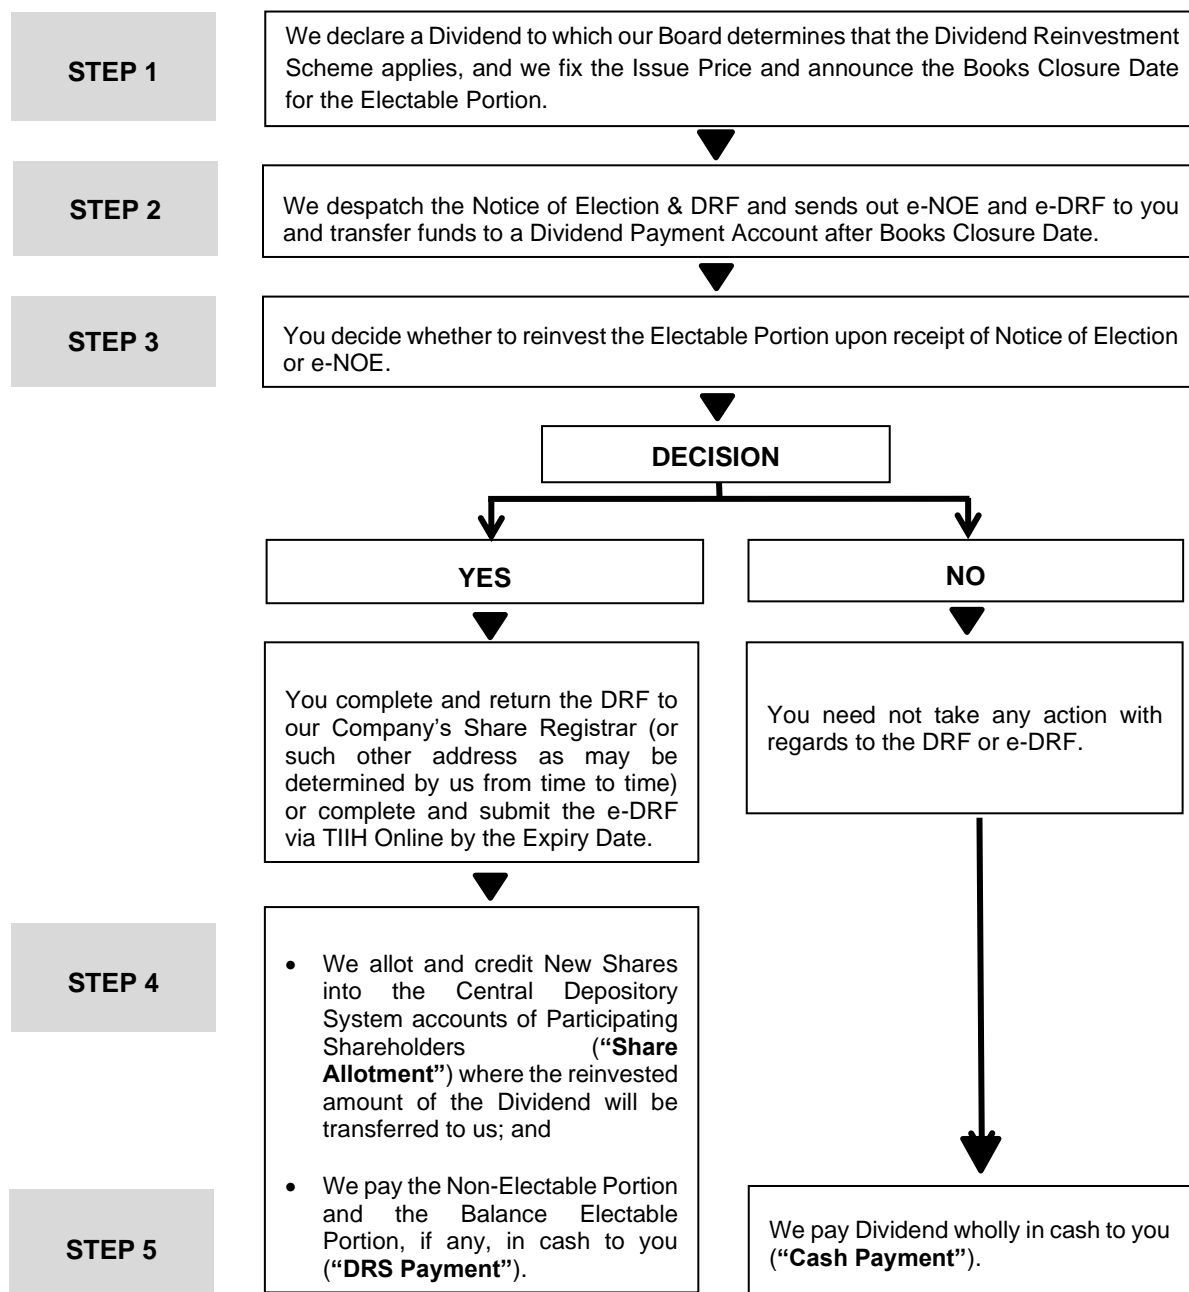 STEP 1
We declare a Dividend to which our Board determines that the Dividend Reinvestment
Scheme applies, and we fix the Issue Price and announce the Books Closure Date
for the Electable Portion.
STEP 2
We despatch the Notice of Election & DRF and sends out e-NOE and e-DRF to you
and transfer funds to a Dividend Payment Account after Books Closure Date.
STEP 3
You decide whether to reinvest the Electable Portion upon receipt of Notice of Election
or e-NOE.
DECISION
YES
NO
You complete and return the DRF to
our Company’s Share Registrar (or
such other address as may be
determined by us from time to time)
or complete and submit the e-DRF
via TIIH Online by the Expiry Date.
You need not take any action with
regards to the DRF or e-DRF.
STEP 4
• We allot and credit New Shares
into the Central Depository
System accounts of Participating
Shareholders (“Share
Allotment”) where the reinvested
amount of the Dividend will be
transferred to us; and
• We pay the Non-Electable Portion
and the Balance Electable
Portion, if any, in cash to you
(“DRS Payment”).
STEP 5
We pay Dividend wholly in cash to you
(“Cash Payment”).